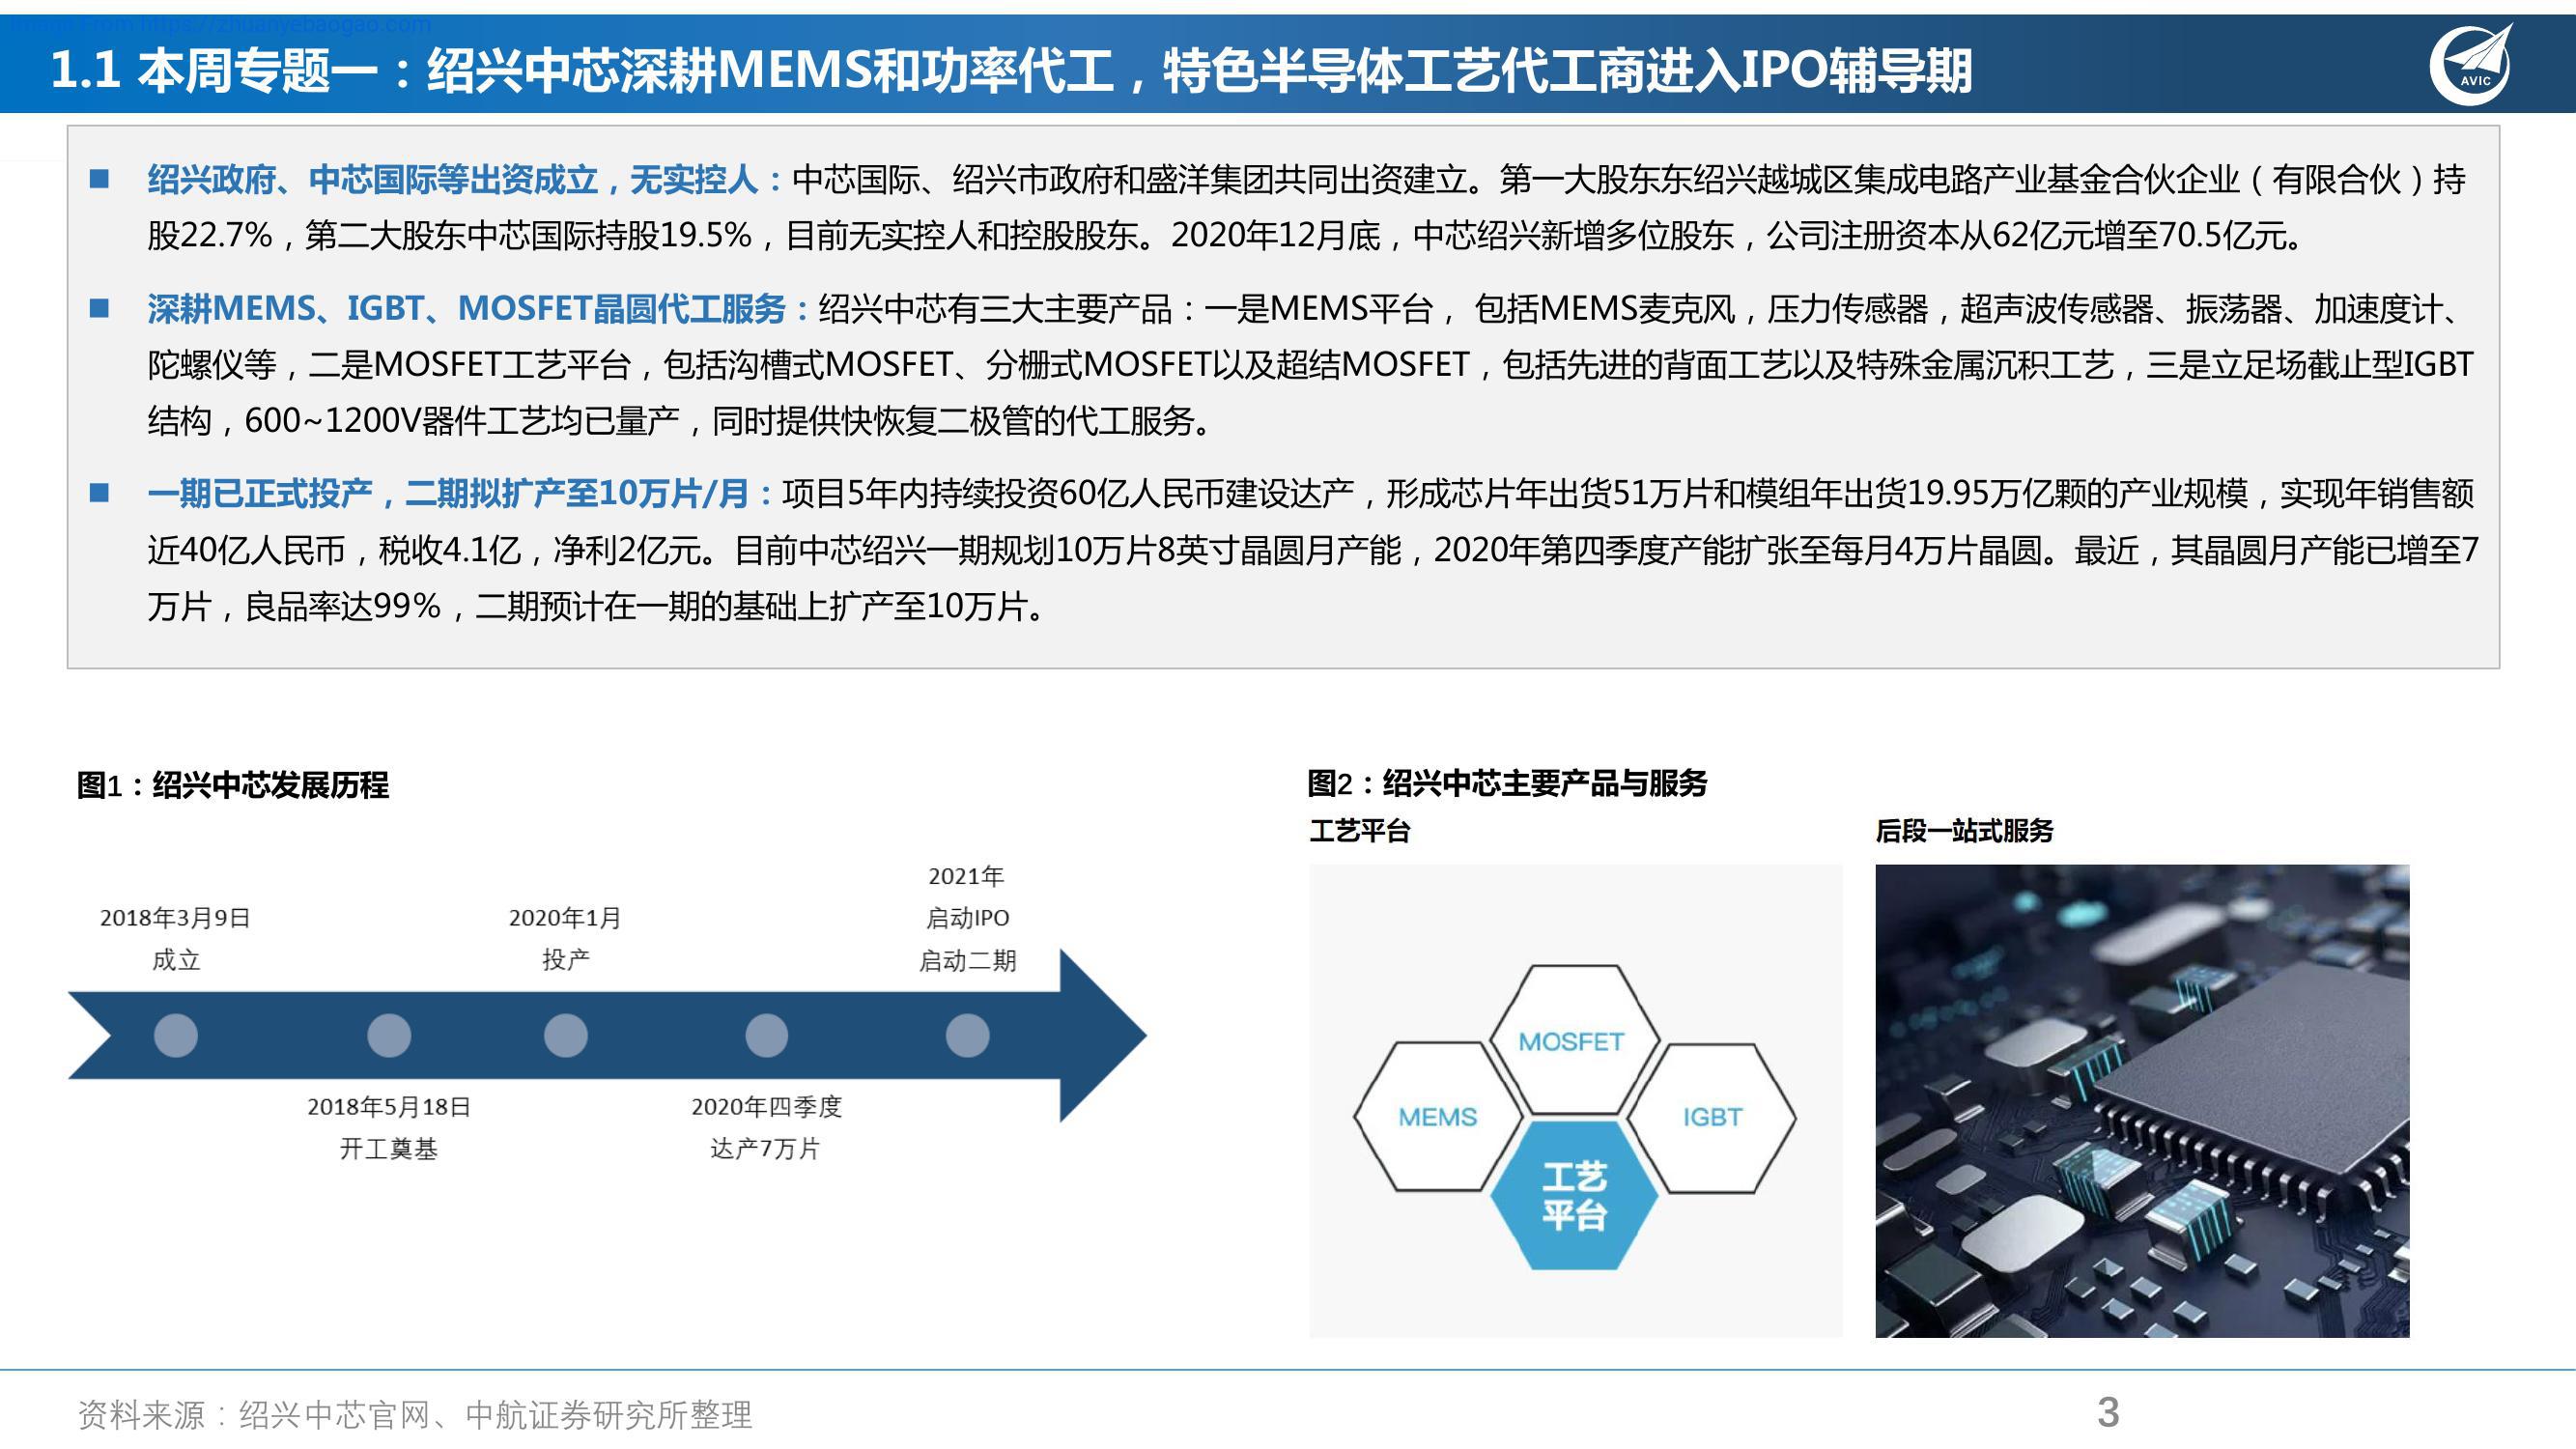 Image From https://zhuanyebaogao.com
1.1 本周专题一：绍兴中芯深耕MEMS和功率代工，特色半导体工艺代工商进入IPO辅导期
AVIC
■ 绍兴政府、中芯国际等出资成立，无实控人：中芯国际、绍兴市政府和盛洋集团共同出资建立。第一大股东东绍兴越城区集成电路产业基金合伙企业（有限合伙）持
股22.7%，第二大股东中芯国际持股19.5%，目前无实控人和控股股东。2020年12月底，中芯绍兴新增多位股东，公司注册资本从62亿元增至70.5亿元。
■ 深耕MEMS、IGBT、MOSFET晶圆代工服务：绍兴中芯有三大主要产品：一是MEMS平台， 包括MEMS麦克风，压力传感器，超声波传感器、振荡器、加速度计、
陀螺仪等，二是MOSFET工艺平台，包括沟槽式MOSFET、分栅式MOSFET以及超结MOSFET，包括先进的背面工艺以及特殊金属沉积工艺，三是立足场截止型IGBT
结构，600~1200V器件工艺均已量产，同时提供快恢复二极管的代工服务。
■ 一期已正式投产，二期拟扩产至10万片/月：项目5年内持续投资60亿人民币建设达产，形成芯片年出货51万片和模组年出货19.95万亿颗的产业规模，实现年销售额
近40亿人民币，税收4.1亿，净利2亿元。目前中芯绍兴一期规划10万片8英寸晶圆月产能，2020年第四季度产能扩张至每月4万片晶圆。最近，其晶圆月产能已增至7
万片，良品率达99%，二期预计在一期的基础上扩产至10万片。
图1：绍兴中芯发展历程
2018年3月9日
成立
2018年5月18日
开工奠基
2020年1月
投产
2020年四季度
达产7万片
2021年
启动IPO
启动二期
图2：绍兴中芯主要产品与服务
工艺平台
后段一站式服务
MOSFET
MEMS
IGBT
工艺
平台
资料来源：绍兴中芯官网、中航证券研究所整理
3